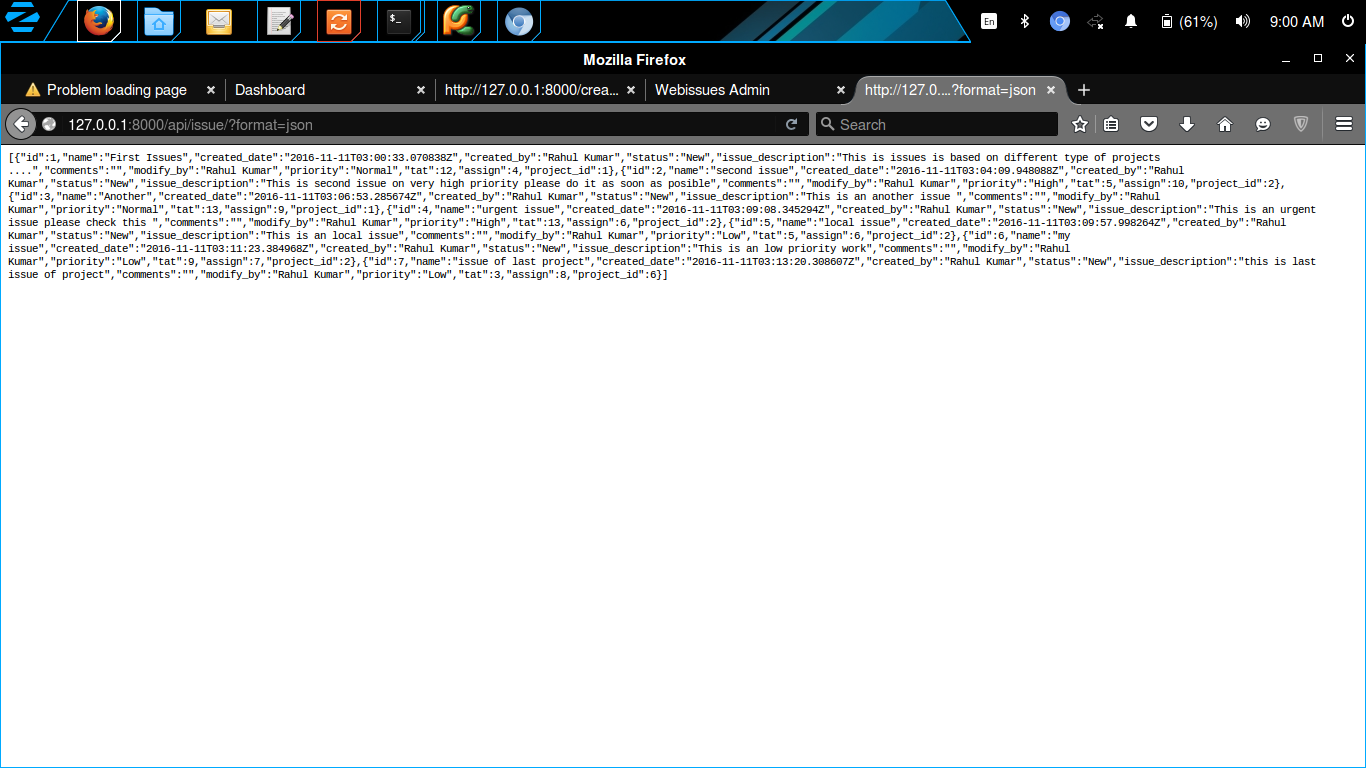 En
(61%)
9:00 AM
Mozilla Firefox
Problem loading page
Dashboard
http://127.0.0.1:8000/crea...
Webissues Admin
http://127.0....?format=json
127.0.0.1:8000/api/issue/?format=json
Search
[{"id":1,"name":"First Issues","created_date":"2016-11-11T03:00:33.070838Z","created_by":"Rahul Kumar","status":"New","issue_description":"This is issues is based on different type of projects
....","comments":"","modify_by":"Rahul Kumar","priority":"Normal","tat":12,"assign":4,"project_id":1},{"id":2,"name":"second issue","created_date":"2016-11-11T03:04:09.948088Z","created_by":"Rahul
Kumar","status":"New","issue_description":"This is second issue on very high priority please do it as soon as posible","comments":"","modify_by":"Rahul Kumar","priority":"High","tat":5,"assign":10,"project_id":2},
{"id":3,"name":"Another","created_date":"2016-11-11T03:06:53.285674Z","created_by":"Rahul Kumar","status":"New","issue_description":"This is an another issue ","comments":"","modify_by":"Rahul
Kumar","priority":"Normal","tat":13,"assign":9,"project_id":1},{"id":4,"name":"urgent issue","created_date":"2016-11-11T03:09:08.345294Z","created_by":"Rahul Kumar","status":"New","issue_description":"This is an urgent
issue please check this ","comments":"","modify_by":"Rahul Kumar","priority":"High","tat":13,"assign":6,"project_id":2},{"id":5,"name":"local issue","created_date":"2016-11-11T03:09:57.998264Z","created_by":"Rahul
Kumar","status":"New","issue_description":"This is an local issue","comments":"","modify_by":"Rahul Kumar","priority":"Low","tat":5,"assign":6,"project_id":2},{"id":6,"name":"my
issue","created_date":"2016-11-11T03:11:23.384968Z","created_by":"Rahul Kumar","status":"New","issue_description":"This is an low priority work","comments":"","modify_by":"Rahul
Kumar","priority":"Low","tat":9,"assign":7,"project_id":2},{"id":7,"name":"issue of last project","created_date":"2016-11-11T03:13:20.308607Z","created_by":"Rahul Kumar","status":"New","issue_description":"this is last
issue of project","comments":"","modify_by":"Rahul Kumar","priority":"Low","tat":3,"assign":8,"project_id":6}]